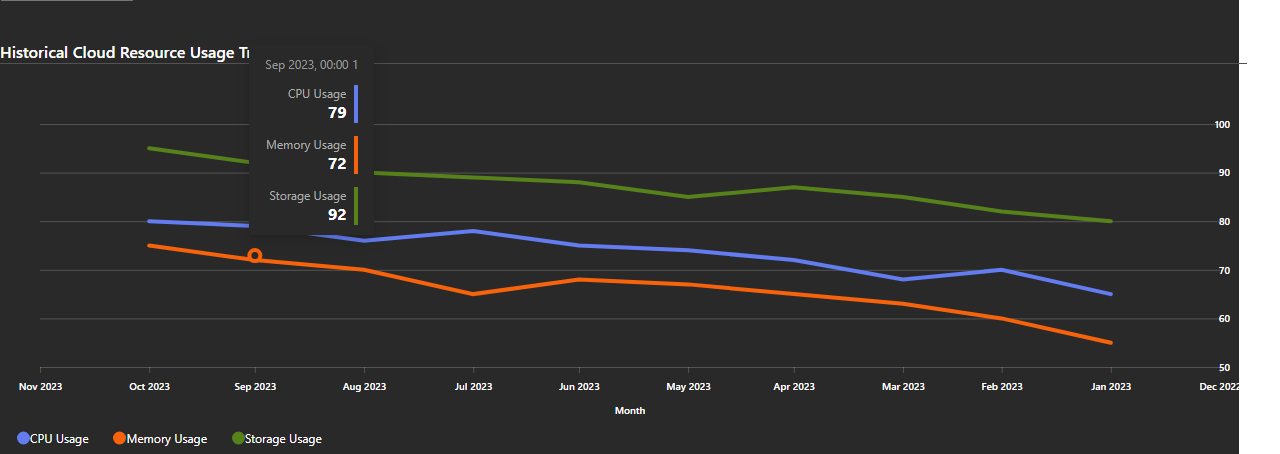 Historical Cloud Resource Usage Tr
Sep 2023, 00:00 1
CPU Usage
79
Memory Usage
72
Storage Usage
92
100
90
80
70
60
50
Nov 2023 Oct 2023 Sep 2023 Aug 2023 Jul 2023 Jun 2023 May 2023 Apr 2023 Mar 2023 Feb 2023 Jan 2023 Dec 2022
Month
CPU Usage Memory Usage Storage Usage